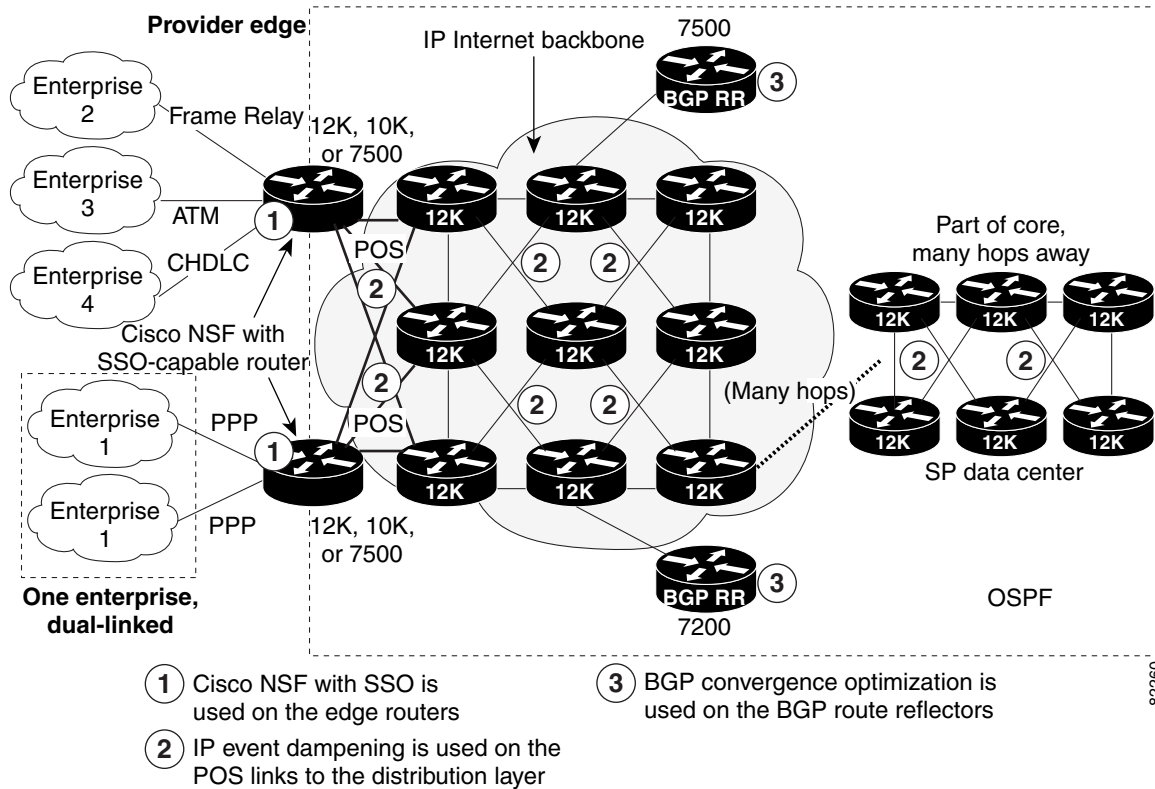 Provider edge
IP Internet backbone
7500
BGP RR
3
Enterprise
2
Frame Relay
12K, 10K,
or 7500
Enterprise
3
ATM
1
Enterprise
4
CHDLC
12K
12K
12K
POS
2
2
2
Part of core,
many hops away
12K
12K
12K
2
2
12K
12K
12K
SP data center
Cisco NSF with
SSO-capable router
12K
12K
12K
2
2
2
(Many hops)
POS
Enterprise
1
PPP
1
Enterprise
1
PPP
12K
12K
12K
12K, 10K,
or 7500
One enterprise,
dual-linked
BGP RR
3
7200
OSPF
1 Cisco NSF with SSO is
used on the edge routers
2 IP event dampening is used on the
POS links to the distribution layer
3 BGP convergence optimization is
used on the BGP route reflectors